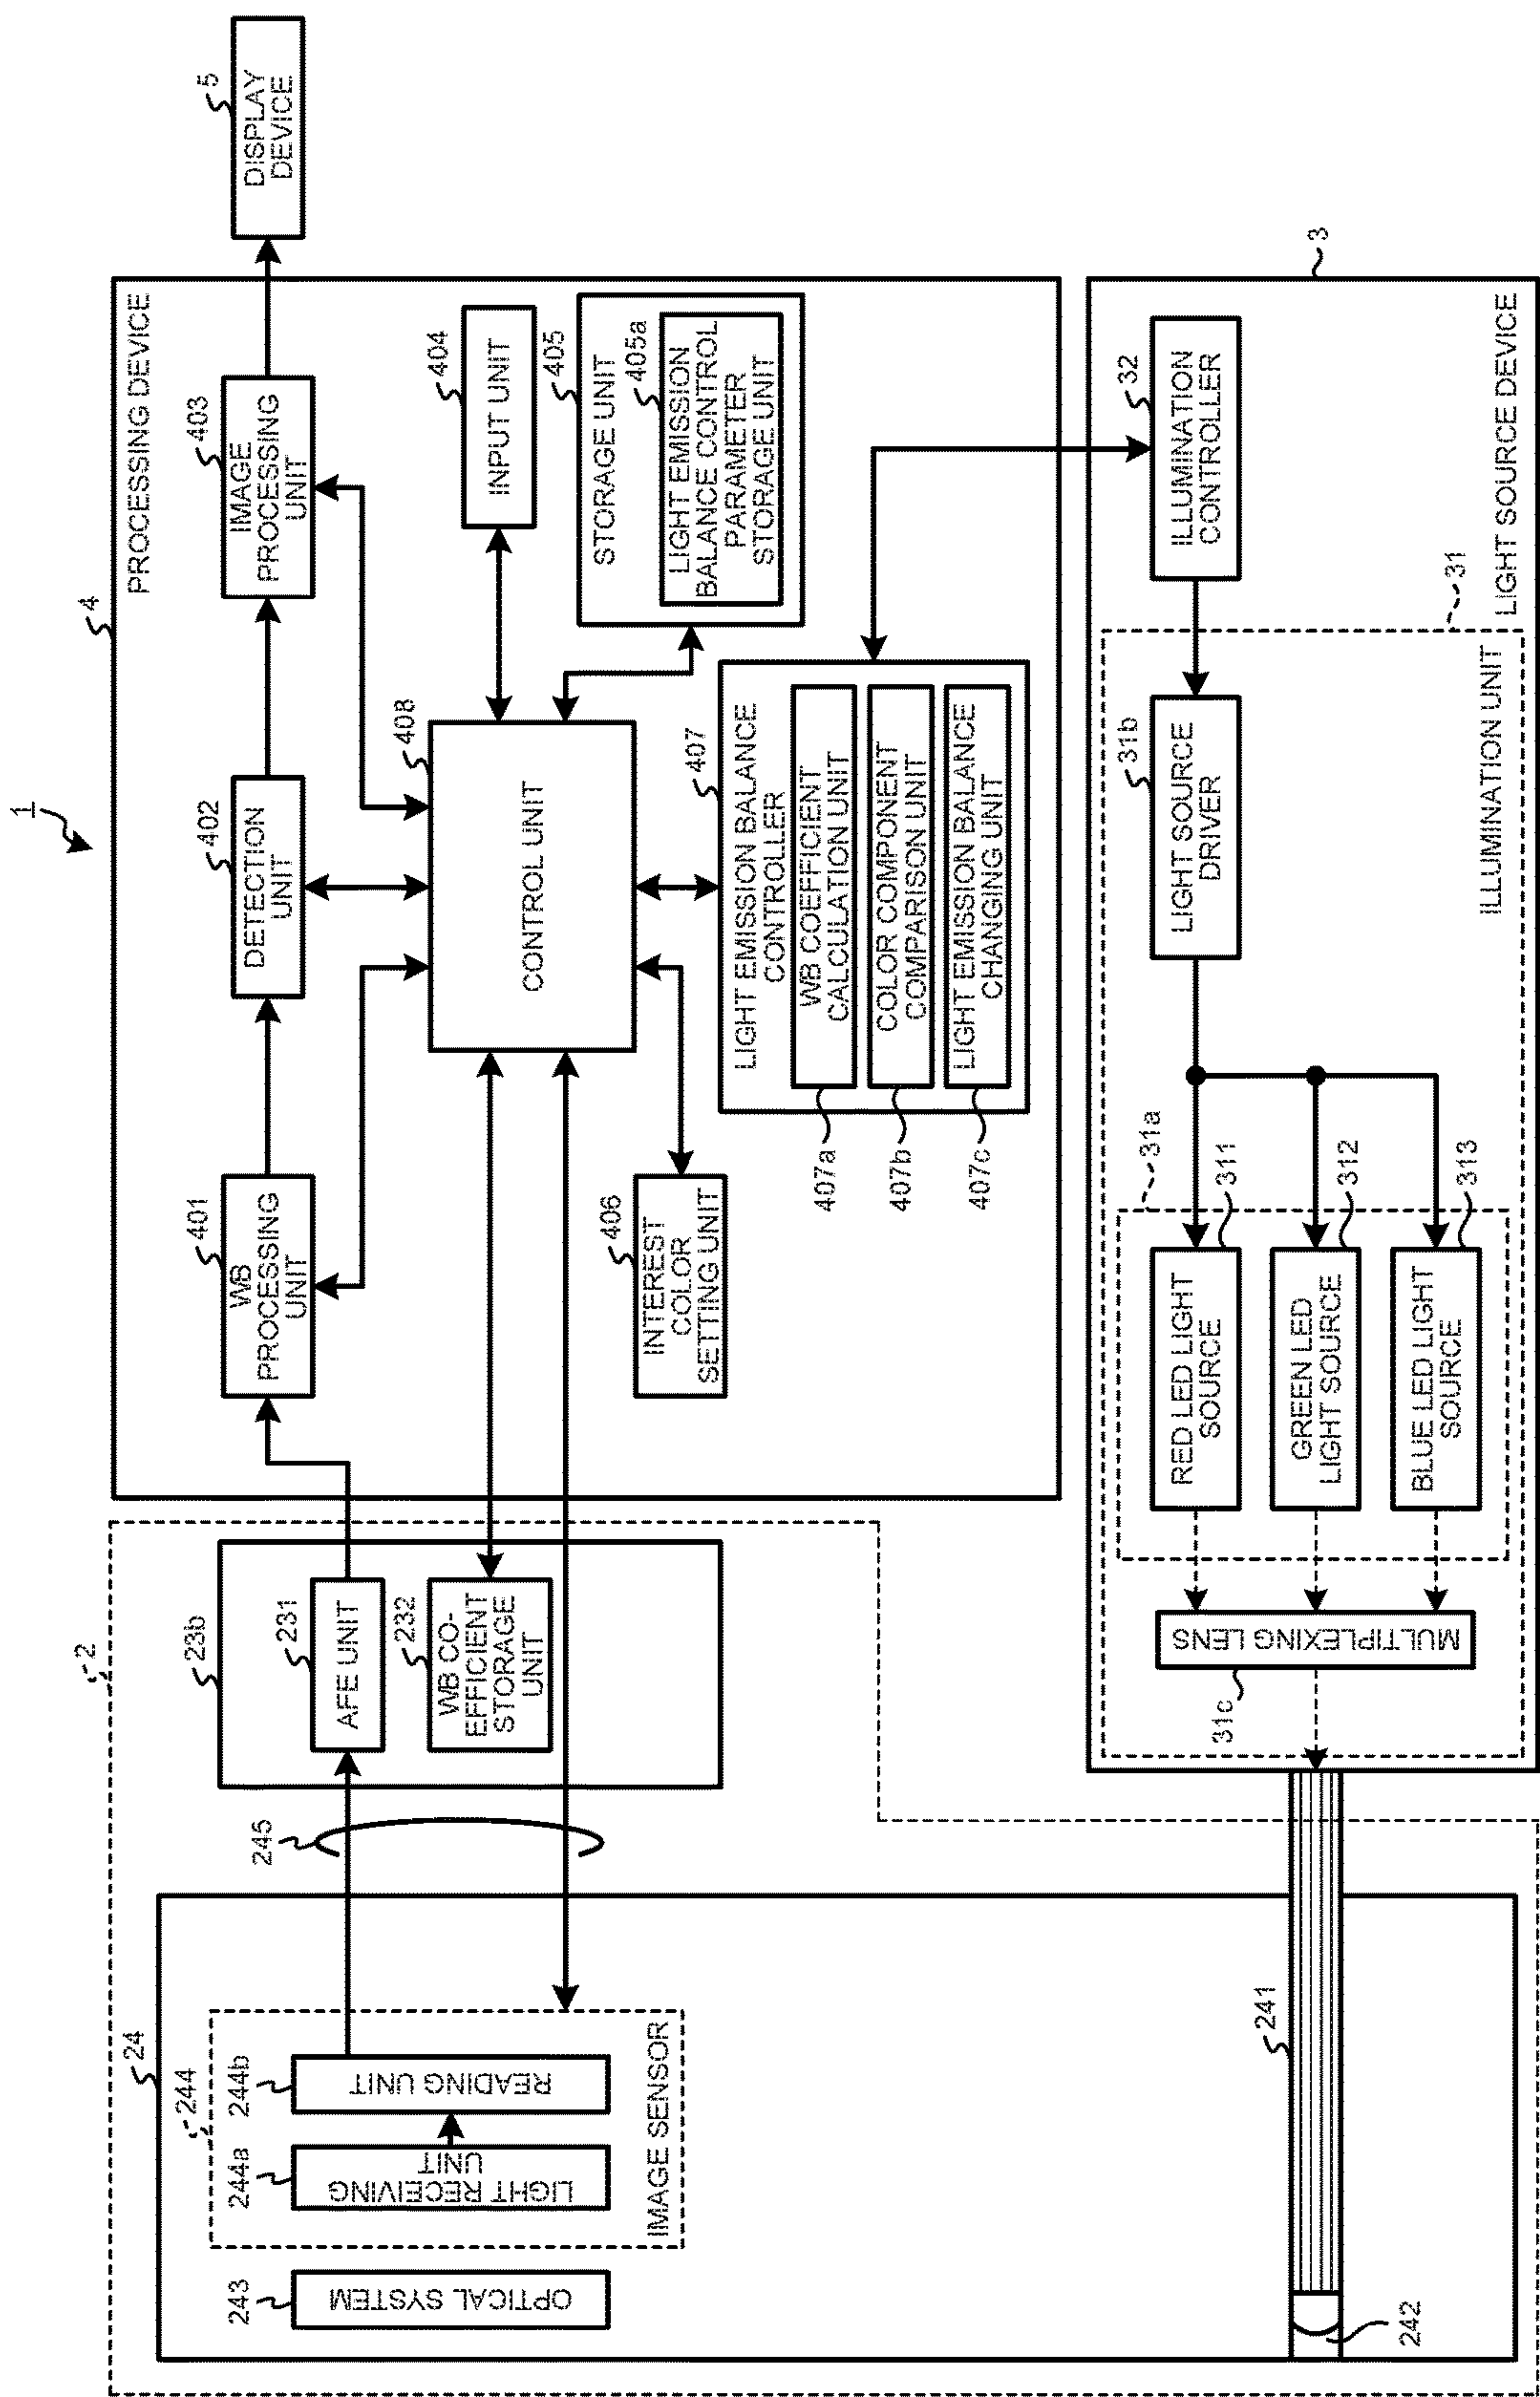 1
2
24
243
OPTICAL SYSTEM
244
244a
LIGHT RECEIVING
UNIT
244b
READING UNIT
IMAGE SENSOR
245
23b
231
AFE UNIT
232
WB CO-
EFFICIENT
STORAGE
UNIT
241
242
4
PROCESSING DEVICE
401
WB
PROCESSING
UNIT
402
DETECTION
UNIT
403
IMAGE
PROCESSING
UNIT
5
DISPLAY
DEVICE
408
CONTROL UNIT
404
INPUT UNIT
405
STORAGE UNIT
405a
LIGHT EMISSION
BALANCE CONTROL
PARAMETER
STORAGE UNIT
406
INTEREST
COLOR
SETTING UNIT
407
LIGHT EMISSION BALANCE
CONTROLLER
407a
WB COEFFICIENT
CALCULATION UNIT
407b
COLOR COMPONENT
COMPARISON UNIT
407c
LIGHT EMISSION BALANCE
CHANGING UNIT
3
LIGHT SOURCE DEVICE
31
ILLUMINATION UNIT
32
ILLUMINATION
CONTROLLER
31b
LIGHT SOURCE
DRIVER
31a
311
RED LED LIGHT
SOURCE
312
GREEN LED
LIGHT SOURCE
313
BLUE LED LIGHT
SOURCE
31c
MULTIPLEXING LENS